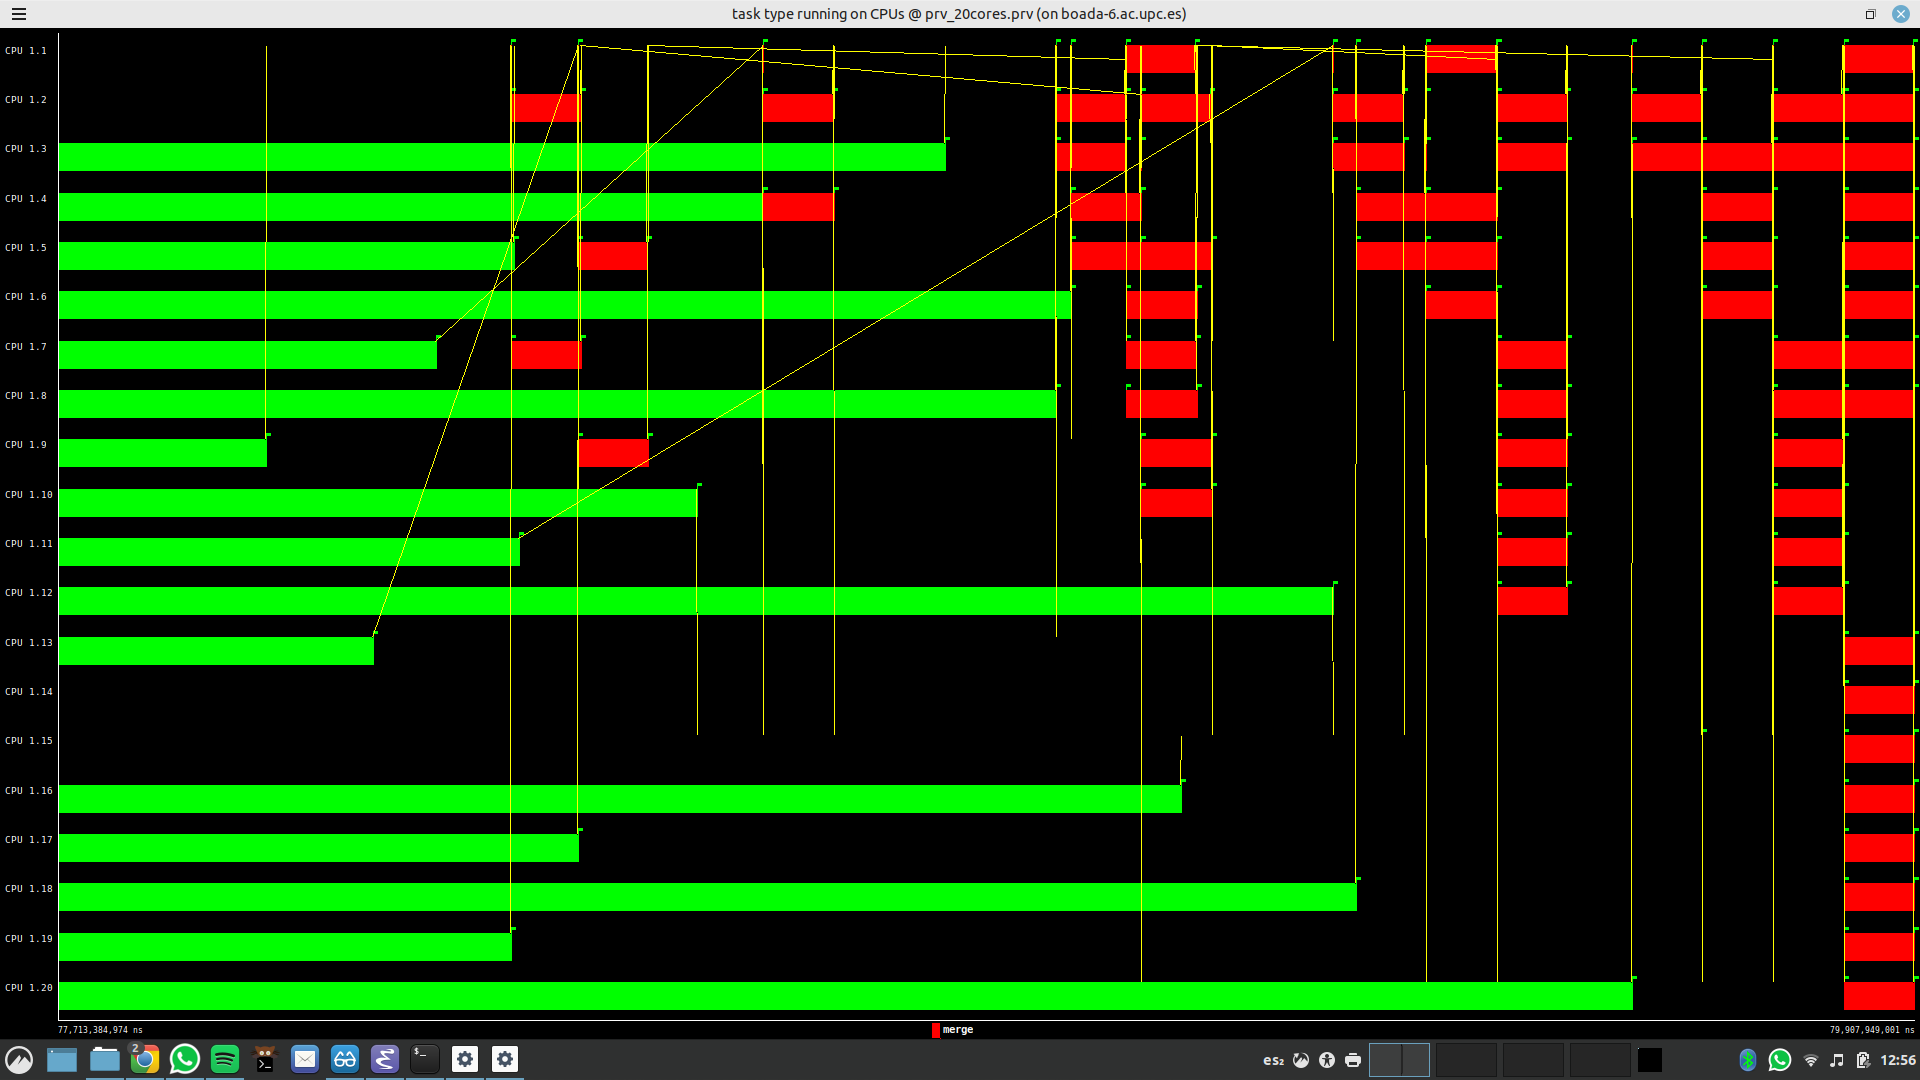 task type running on CPUs @ prv_20cores.prv (on boada-6.ac.upc.es)
CPU 1.1
CPU 1.2
CPU 1.3
CPU 1.4
CPU 1.5
CPU 1.6
CPU 1.7
CPU 1.8
CPU 1.9
CPU 1.10
CPU 1.11
CPU 1.12
CPU 1.13
CPU 1.14
CPU 1.15
CPU 1.16
CPU 1.17
CPU 1.18
CPU 1.19
CPU 1.20
77,713,384,974 ns
merge
79,907,949,001 ns
2
$_
es₂
12:56